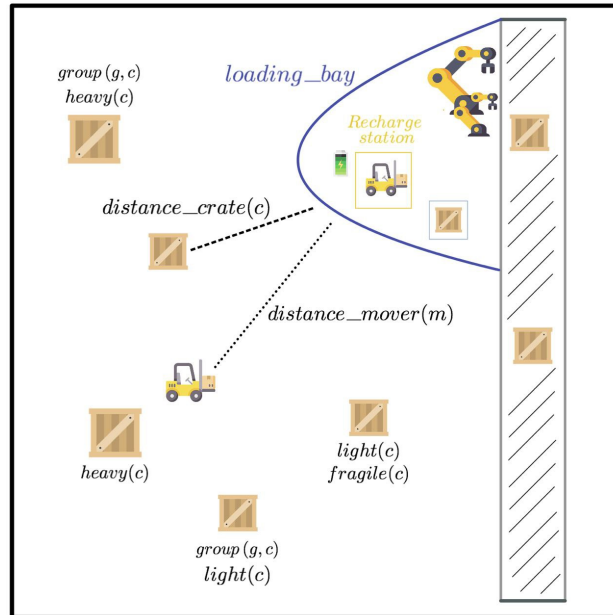 group(g,c)
heavy(c)
loading_bay
Recharge
station
distance_crate(c)
distance_mover(m)
heavy(c)
light(c)
fragile(c)
group(g,c)
light(c)